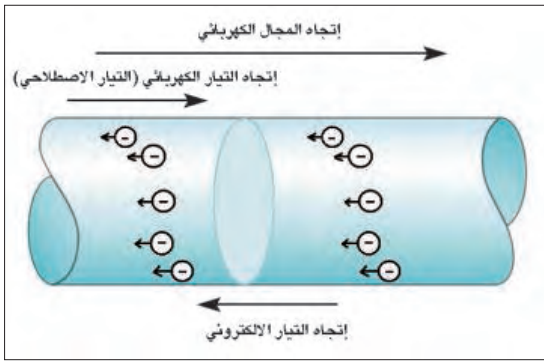 إتجاه المجال الكهربائي
إتجاه التيار الكهربائي (التيار الاصطلاحي)
إتجاه التيار الالكتروني